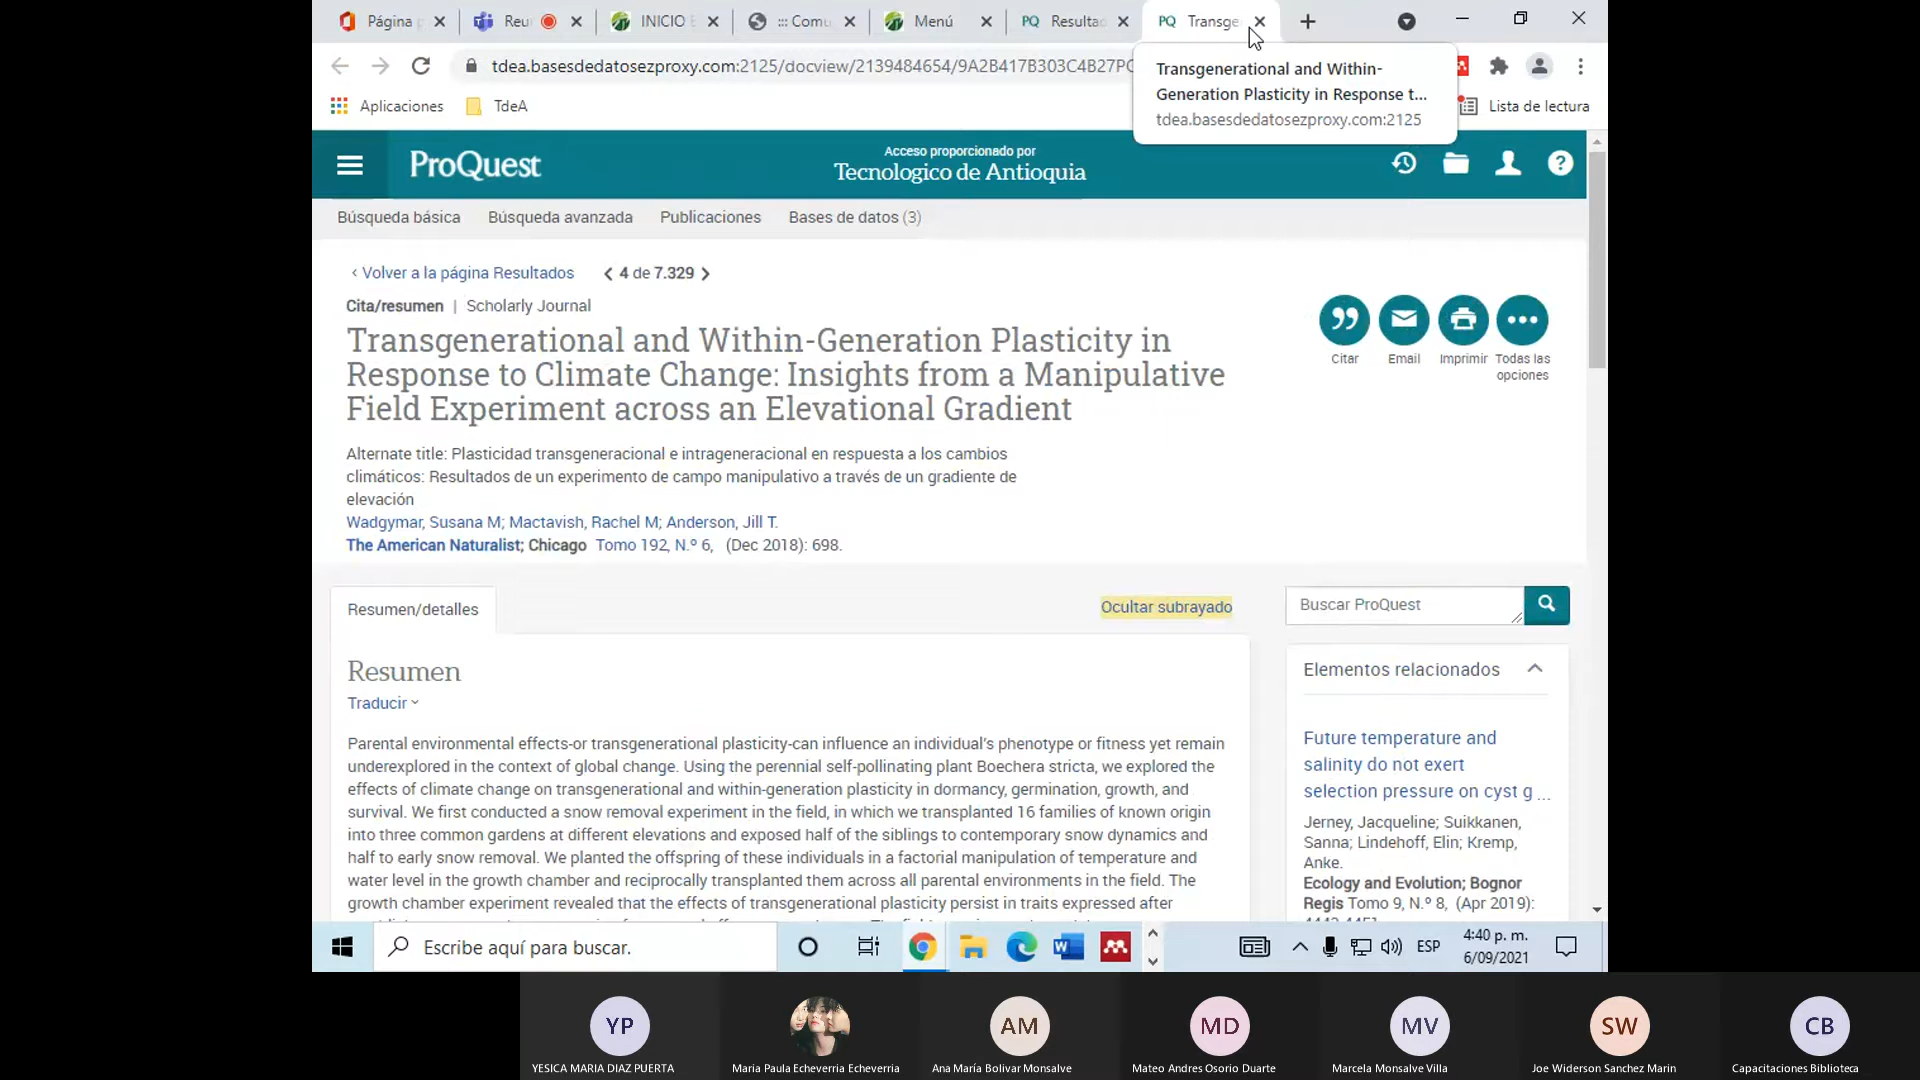 Página
Reu
INICIO E
::: Comu
Menú
PQ Resultad
PQ Transge
tdea.basesdedatosezproxy.com:2125/docview/2139484654/9A2B417B303C4B27PQ
Transgenerational and Within-
Generation Plasticity in Response t...
tdea.basesdedatosezproxy.com:2125
Aplicaciones
TdeA
Lista de lectura
ProQuest
Acceso proporcionado por
Tecnologico de Antioquia
Búsqueda básica
Búsqueda avanzada
Publicaciones
Bases de datos (3)
‹ Volver a la página Resultados
4 de 7.329
Cita/resumen | Scholarly Journal
Transgenerational and Within-Generation Plasticity in
Response to Climate Change: Insights from a Manipulative
Field Experiment across an Elevational Gradient
Citar
Email
Imprimir
Todas las
opciones
Alternate title: Plasticidad transgeneracional e intrageneracional en respuesta a los cambios
climáticos: Resultados de un experimento de campo manipulativo a través de un gradiente de
elevación
Wadgymar, Susana M; Mactavish, Rachel M; Anderson, Jill T.
The American Naturalist; Chicago Tomo 192, N.º 6, (Dec 2018): 698.
Resumen/detalles
Ocultar subrayado
Buscar ProQuest
Resumen
Traducir
Parental environmental effects-or transgenerational plasticity-can influence an individual's phenotype or fitness yet remain
underexplored in the context of global change. Using the perennial self-pollinating plant Boechera stricta, we explored the
effects of climate change on transgenerational and within-generation plasticity in dormancy, germination, growth, and
survival. We first conducted a snow removal experiment in the field, in which we transplanted 16 families of known origin
into three common gardens at different elevations and exposed half of the siblings to contemporary snow dynamics and
half to early snow removal. We planted the offspring of these individuals in a factorial manipulation of temperature and
water level in the growth chamber and reciprocally transplanted them across all parental environments in the field. The
growth chamber experiment revealed that the effects of transgenerational plasticity persist in traits expressed after
Elementos relacionados
Future temperature and
salinity do not exert
selection pressure on cyst g ...
Jerney, Jacqueline; Suikkanen,
Sanna; Lindehoff, Elin; Kremp,
Anke.
Ecology and Evolution; Bognor
Regis Tomo 9, N.º 8, (Apr 2019):
Escribe aquí para buscar.
ESP
4:40 p. m.
6/09/2021
YP
AM
MD
MV
SW
CB
YESICA MARIA DIAZ PUERTA
Maria Paula Echeverria Echeverria
Ana María Bolivar Monsalve
Mateo Andres Osorio Duarte
Marcela Monsalve Villa
Joe Widerson Sanchez Marin
Capacitaciones Biblioteca